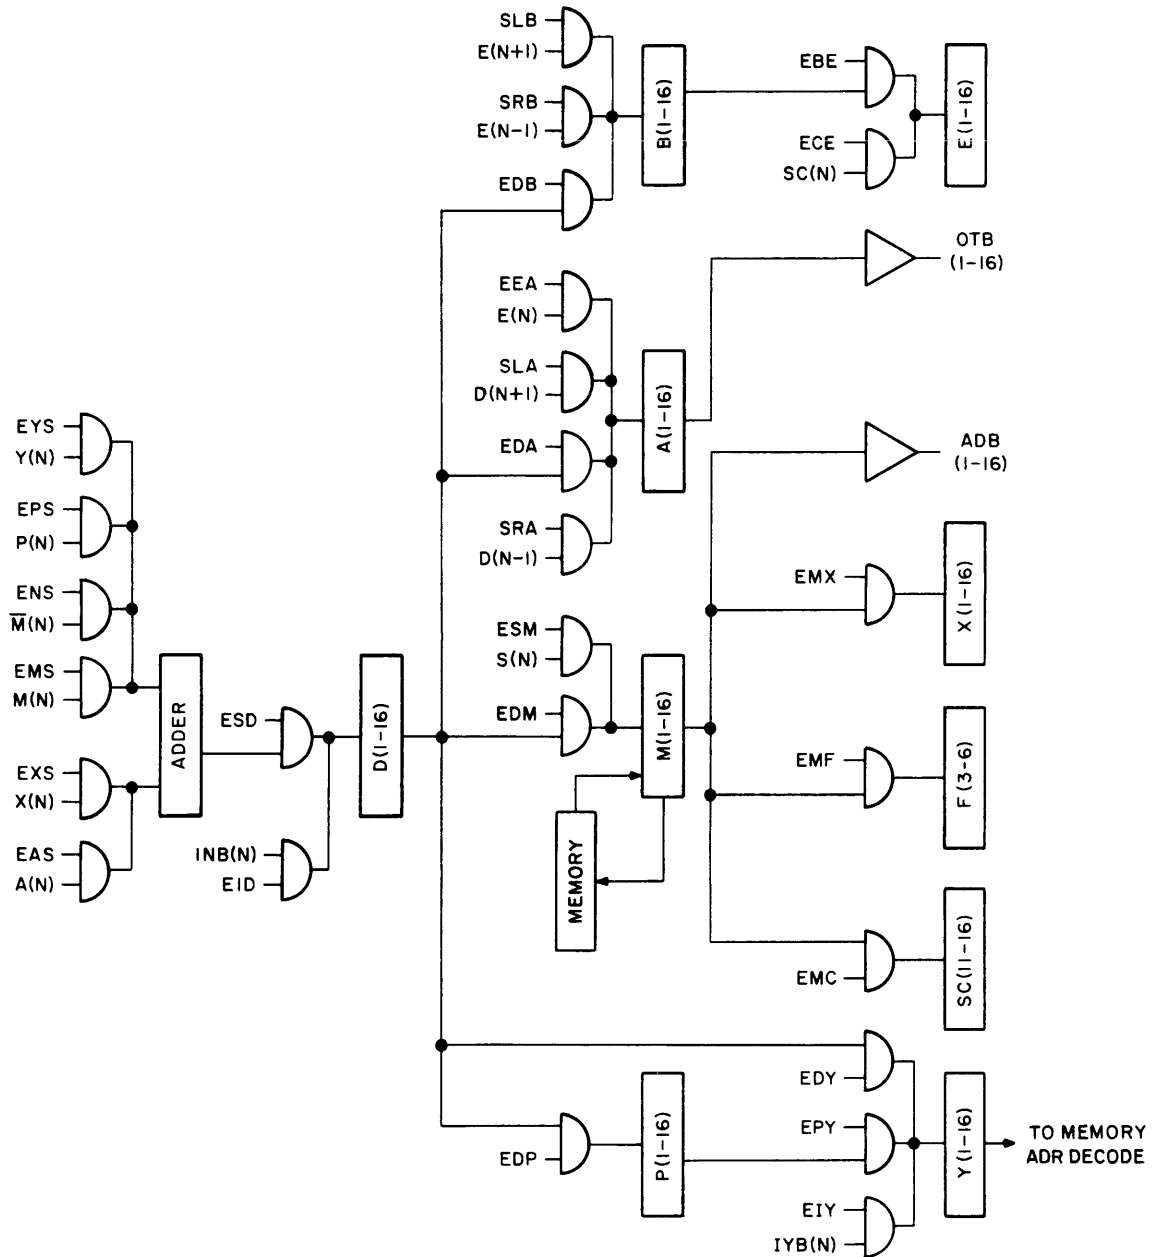 SLB
E(N+1)
SRB
E(N-1)
EDB
B(1-16)
EBE
ECE
SC(N)
E(1-16)
OTB
(1-16)
EEA
E(N)
SLA
D(N+1)
EDA
SRA
D(N-1)
A(1-16)
ADB
(1-16)
EYS
Y(N)
EPS
P(N)
ENS
M̅(N)
EMS
M(N)
EXS
X(N)
EAS
A(N)
ADDER
ESD
INB(N)
EID
D(1-16)
ESM
S(N)
EDM
M(1-16)
MEMORY
EMX
X(1-16)
EMF
F(3-6)
EMC
SC(11-16)
EDY
EDP
P(1-16)
EPY
EIY
IYB(N)
Y(1-16)
TO MEMORY
ADR DECODE